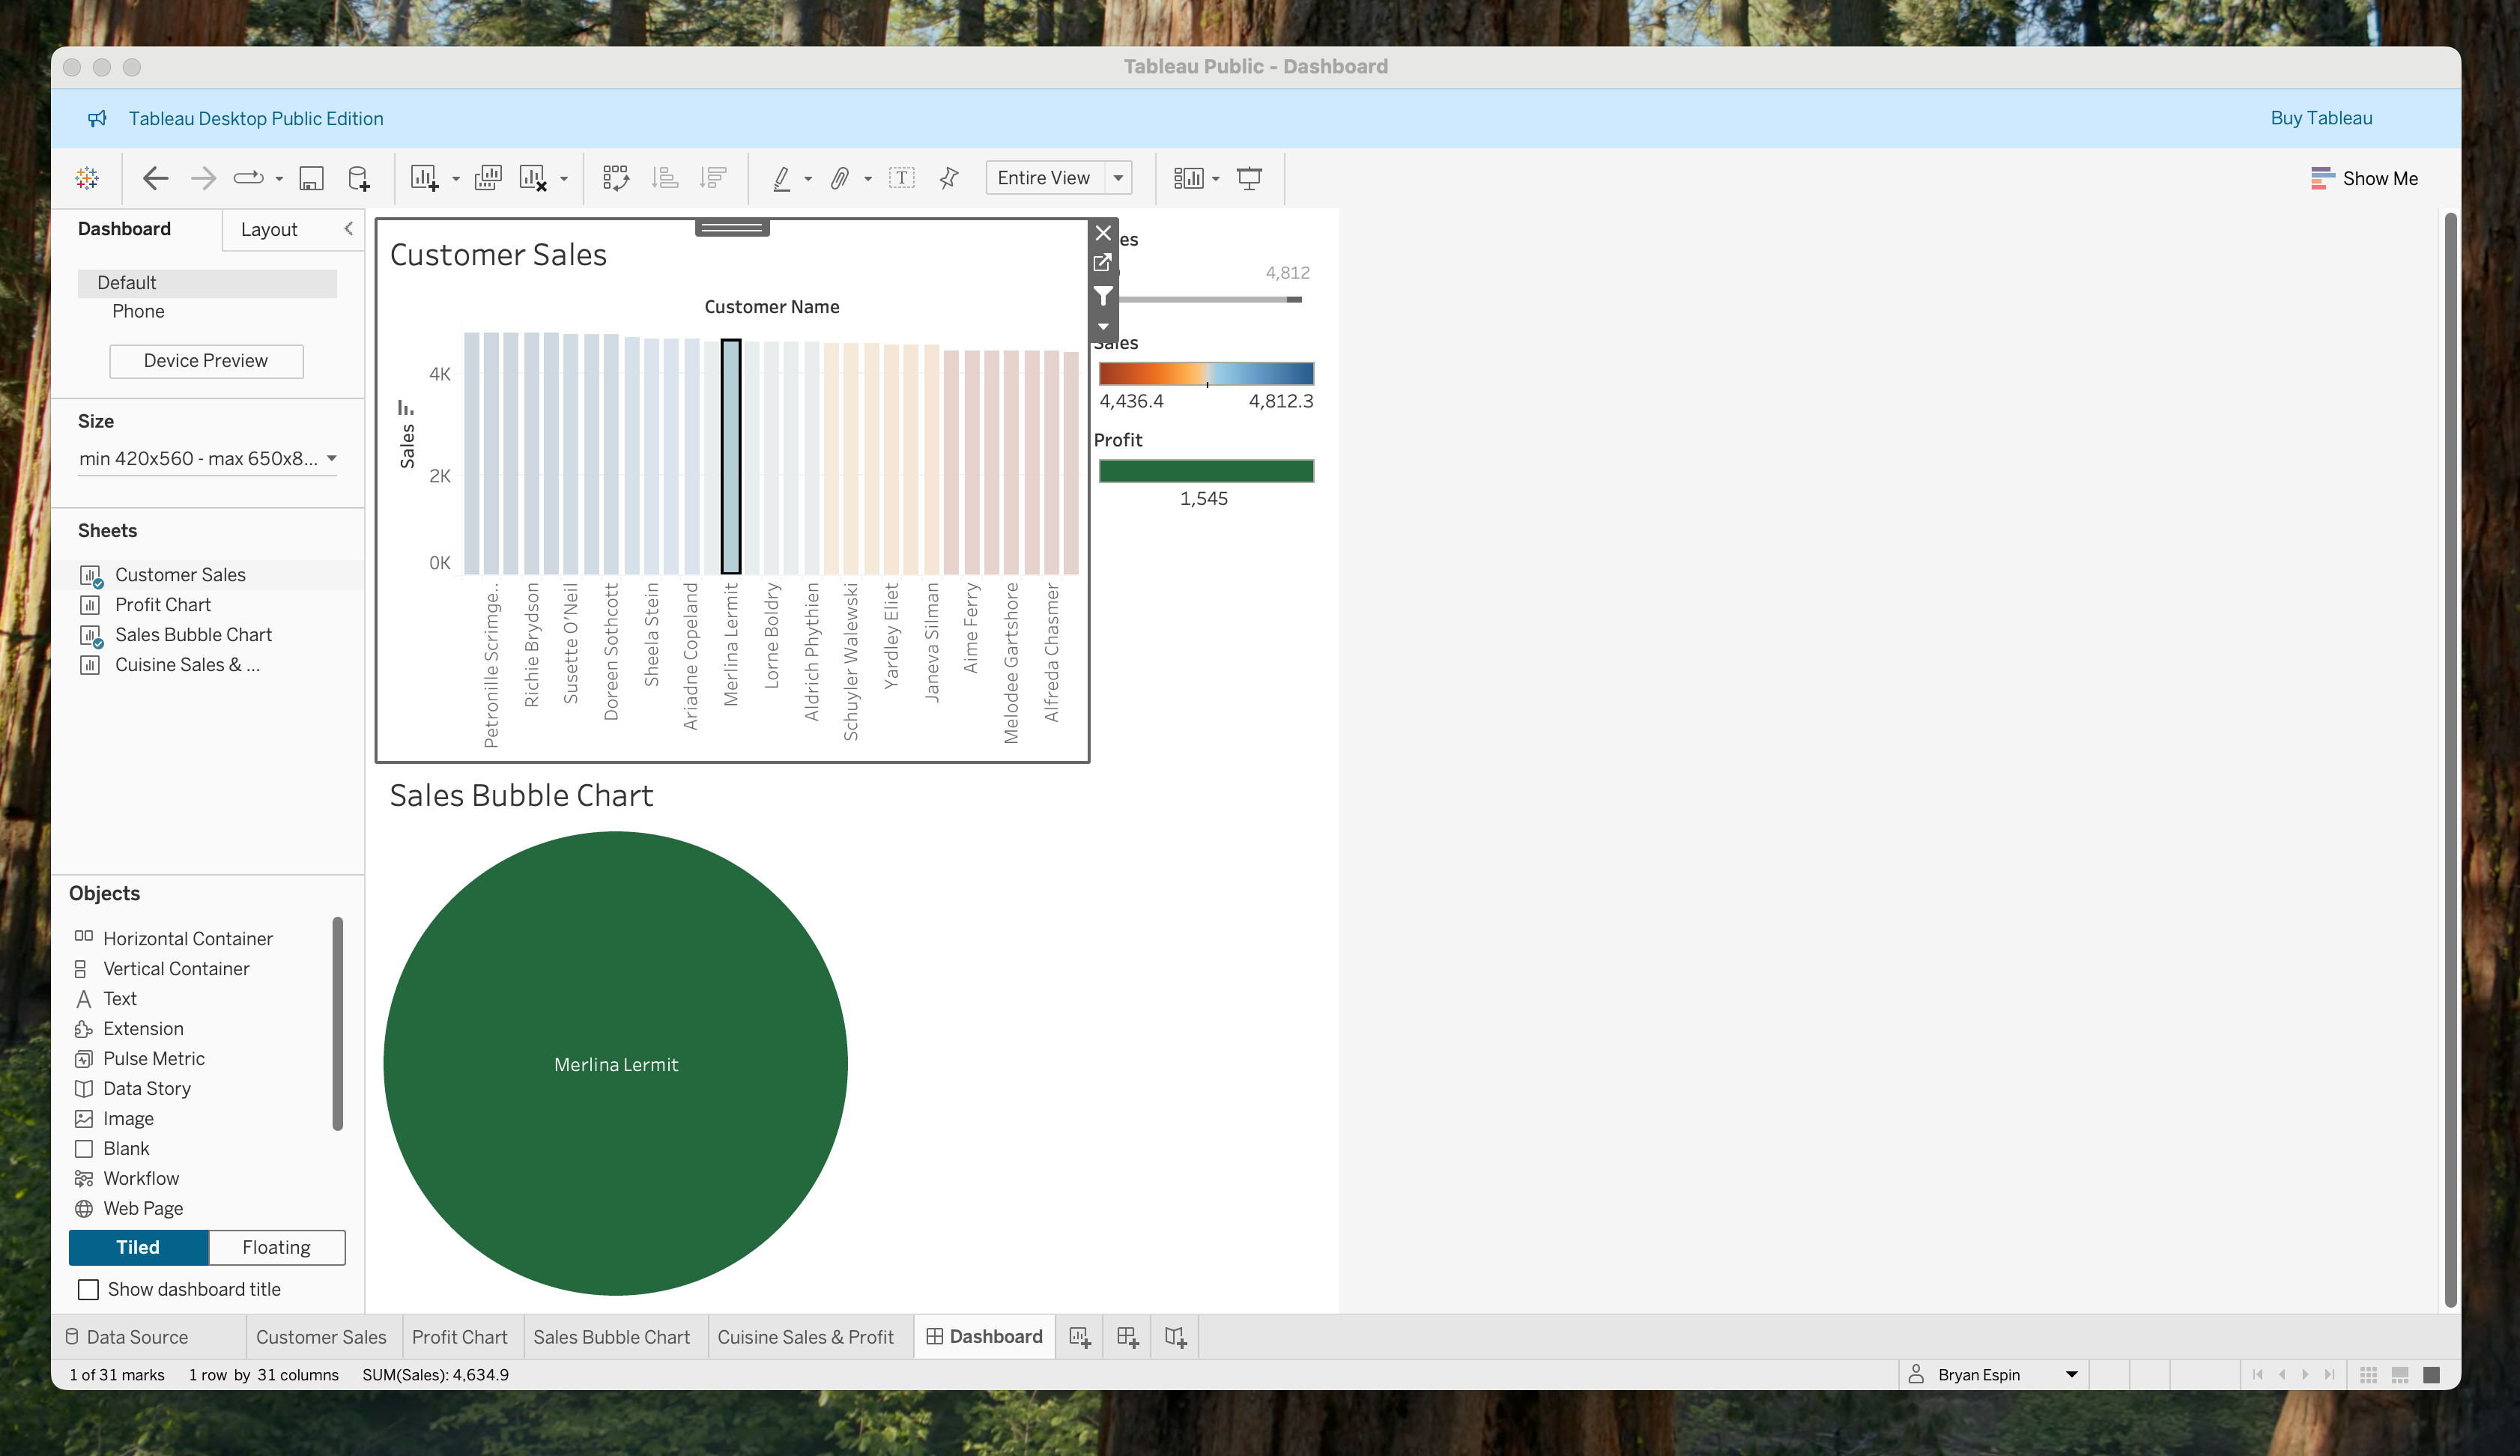 Tableau Public - Dashboard
Tableau Desktop Public Edition
Buy Tableau
Entire View
Show Me
Dashboard
Layout
Default
Phone
Device Preview
Size
min 420x560 - max 650x8...
Sheets
Customer Sales
Profit Chart
Sales Bubble Chart
Cuisine Sales & ...
Objects
Horizontal Container
Vertical Container
Text
Extension
Pulse Metric
Data Story
Image
Blank
Workflow
Web Page
Tiled
Floating
Show dashboard title
Customer Sales
Customer Name
Sales
4K
2K
0K
Petronille Scrimge..
Richie Brydson
Susette O'Neil
Doreen Sothcott
Sheela Stein
Ariadne Copeland
Merlina Lermit
Lorne Boldry
Aldrich Phythien
Schuyler Walewski
Yardley Eliet
Janeva Silman
Aime Ferry
Melodee Gartshore
Alfreda Chasmer
es
4,812
Sales
4,436.4
4,812.3
Profit
1,545
Sales Bubble Chart
Merlina Lermit
Data Source
Customer Sales
Profit Chart
Sales Bubble Chart
Cuisine Sales & Profit
Dashboard
1 of 31 marks
1 row by 31 columns
SUM(Sales): 4,634.9
Bryan Espin